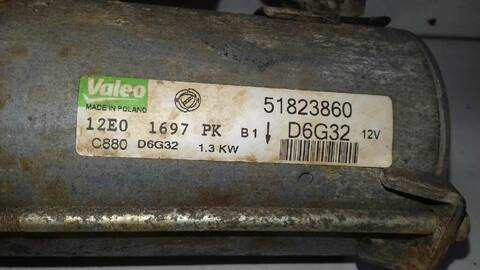 Valeo
MADE IN POLAND
51823860
12E0 1697 PK B1 D6G32 12V
C880 D6G32 1.3 KW